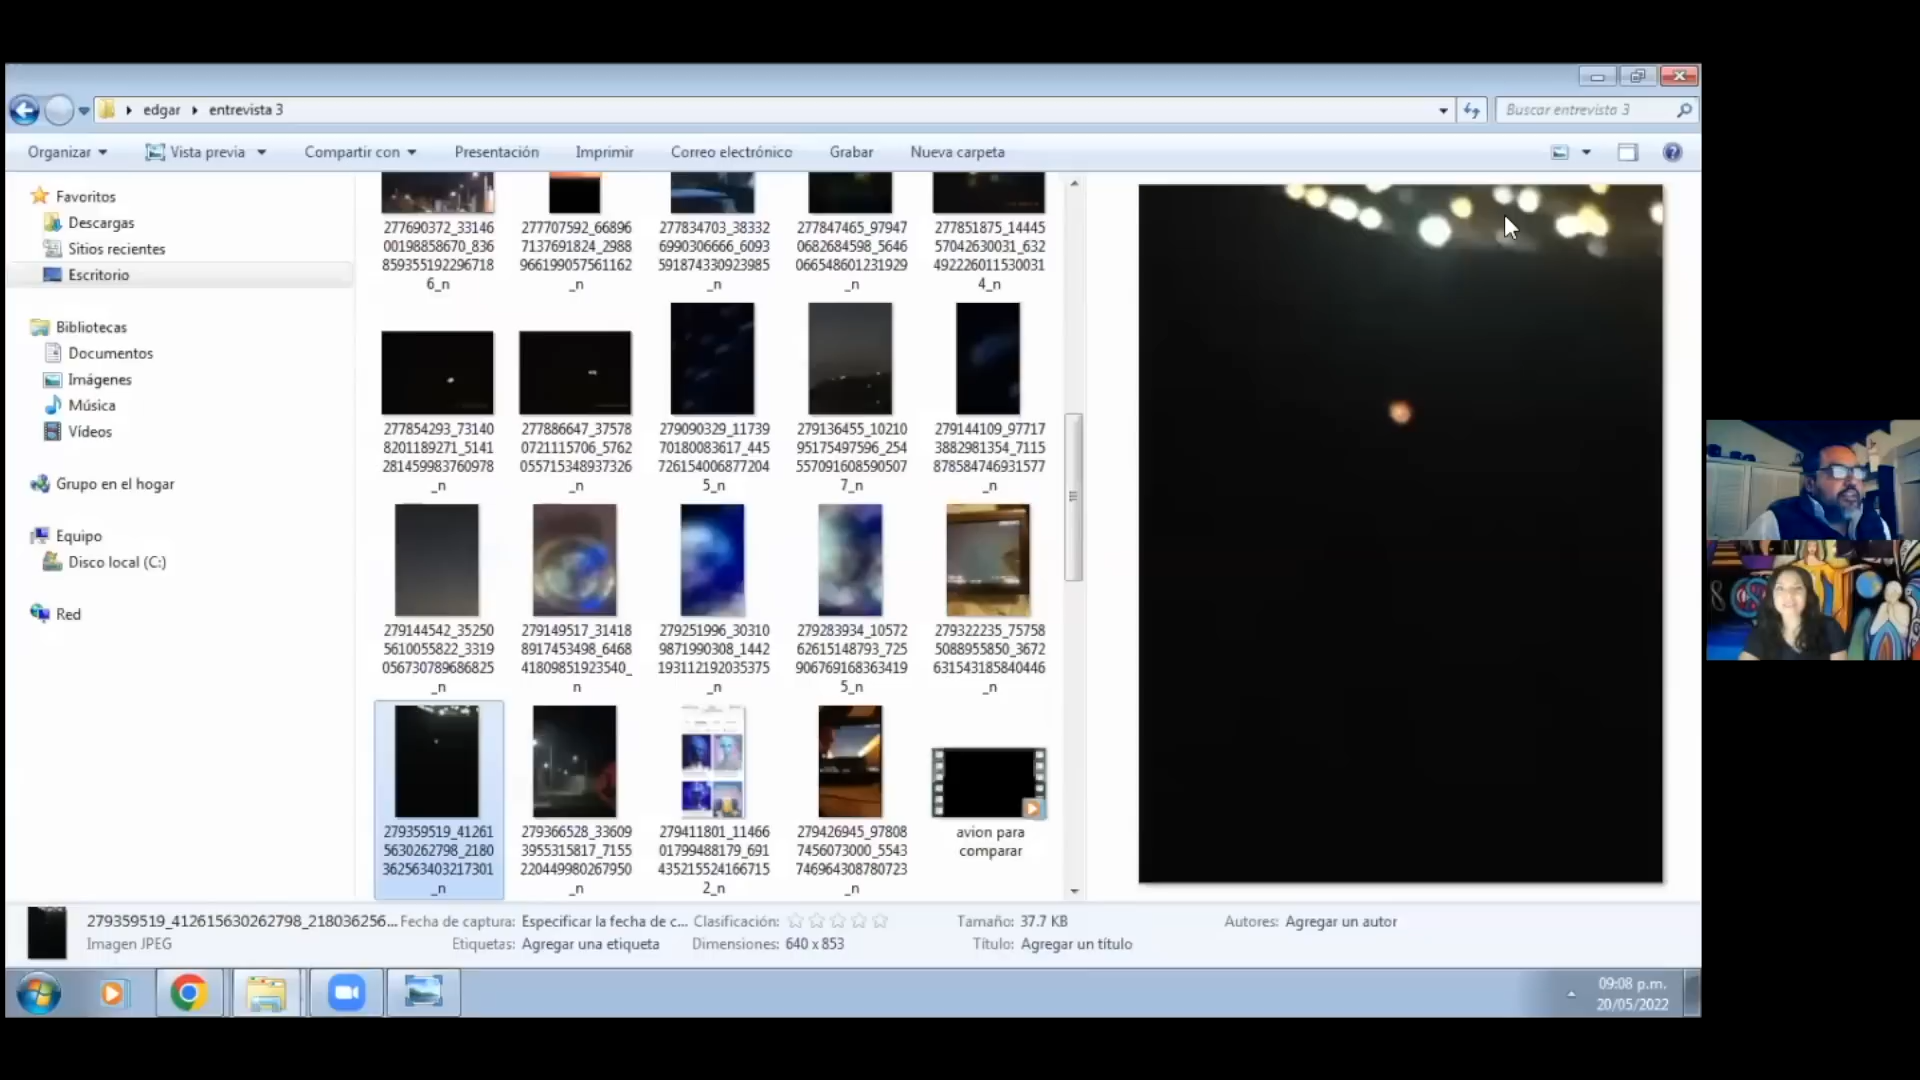 edgar
entrevista 3
Buscar entrevista 3
Organizar
Vista previa
Compartir con
Presentación
Imprimir
Correo electrónico
Grabar
Nueva carpeta
Favoritos
Descargas
Sitios recientes
Escritorio
Bibliotecas
Documentos
Imágenes
Música
Vídeos
Grupo en el hogar
Equipo
Disco local (C:)
Red
277690372_33146
00198858670_836
859355192296718
6_n
277707592_66896
7137691824_2988
966199057561162
_n
277834703_38332
6990306666_6093
591874330923985
_n
277847465_97947
0682684598_5646
066548601231929
_n
277851875_14445
57042630031_632
492226011530031
4_n
277854293_73140
8201189271_5141
281459983760978
_n
277886647_37578
0721115706_5762
055715348937326
_n
279090329_11739
70180083617_445
726154006877204
5_n
279136455_10210
95175497596_254
557091608590507
7_n
279144109_97717
3882981354_7115
878584746931577
_n
279144542_35250
5610055822_3319
056730789686825
_n
279149517_31418
8917453498_6468
41809851923540_
n
279251996_30310
9871990308_1442
193112192035375
_n
279283934_10572
62615148793_725
906769168363419
5_n
279322235_75758
5088955850_3672
631543185840446
_n
279359519_41261
5630262798_2180
362563403217301
_n
279366528_33609
3955315817_7155
220449980267950
_n
279411801_11466
01799488179_691
435215524166715
2_n
279426945_97808
7456073000_5543
746964308780723
_n
avion para
comparar
279359519_412615630262798_218036256...
Imagen JPEG
Fecha de captura: Especificar la fecha de c...
Etiquetas: Agregar una etiqueta
Clasificación:
Dimensiones: 640 x 853
Tamaño: 37.7 KB
Título: Agregar un título
Autores: Agregar un autor
09:08 p.m.
20/05/2022